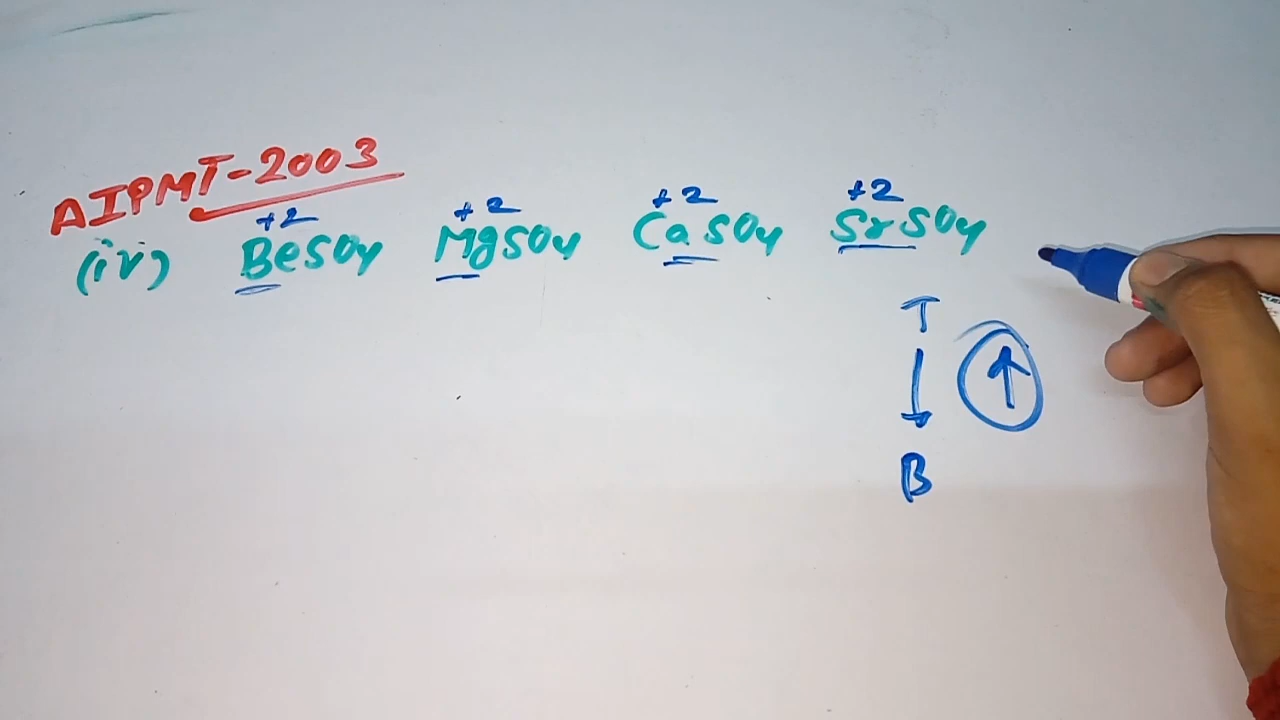 AIPMT-2003
+2 +2 +2 +2
(iv) BeSO4 MgSO4 CaSO4 SrSO4
T
↓ ↑
B